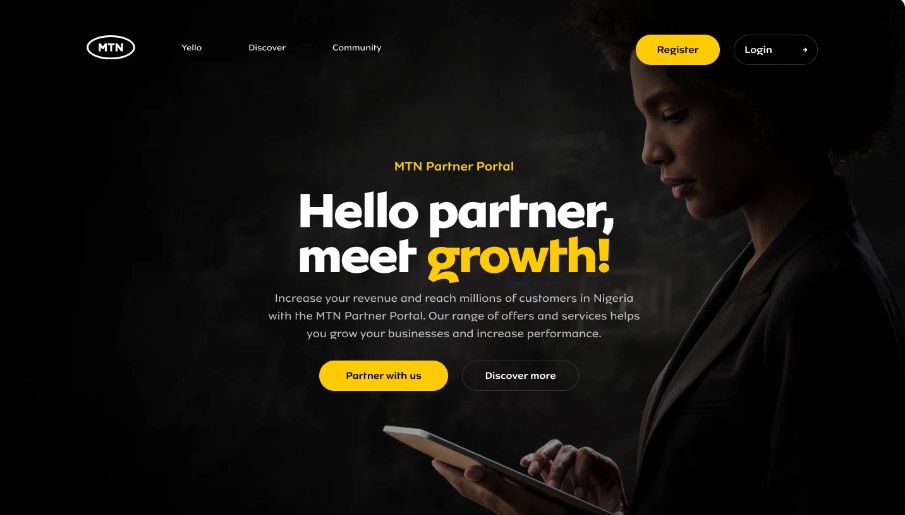 MTN
Yello
Discover
Community
Register
Login
MTN Partner Portal
Hello partner,
meet growth!
Increase your revenue and reach millions of customers in Nigeria
with the MTN Partner Portal. Our range of offers and services helps
you grow your businesses and increase performance.
Partner with us
Discover more